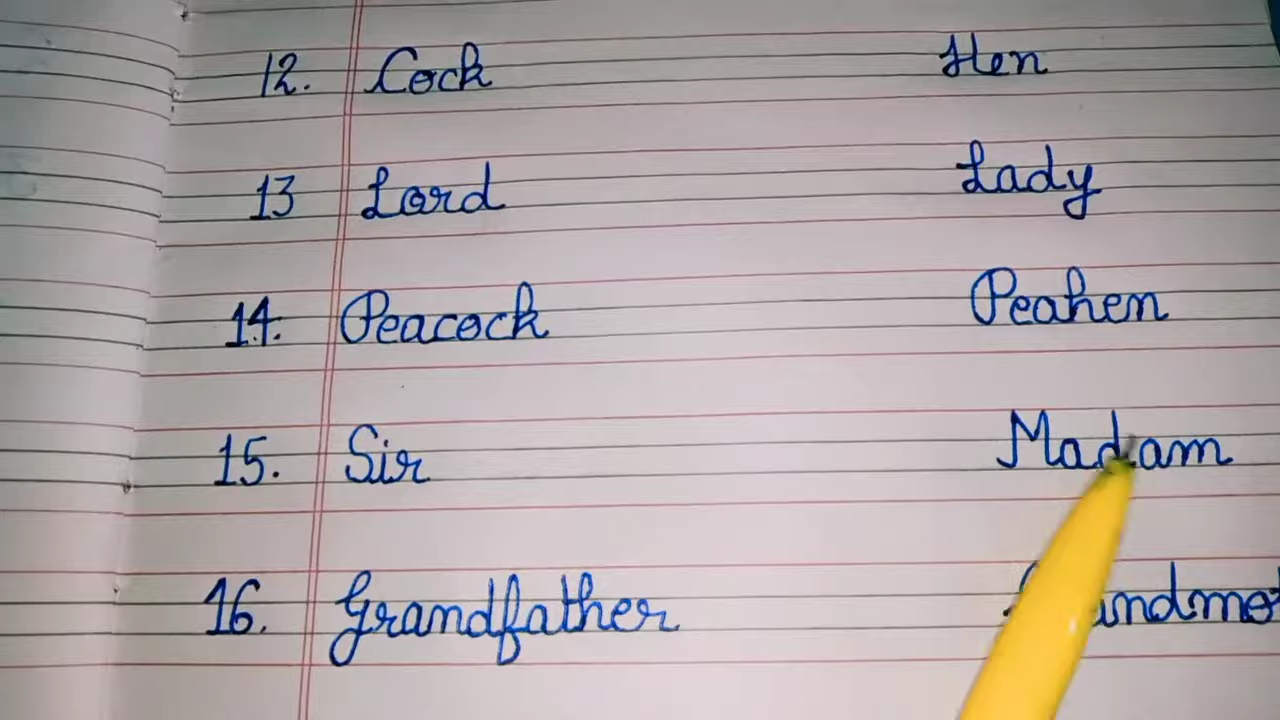 12. Cock Hen
13 Lord Lady
14. Peacock Peahen
15. Sir Madam
16. Grandfather